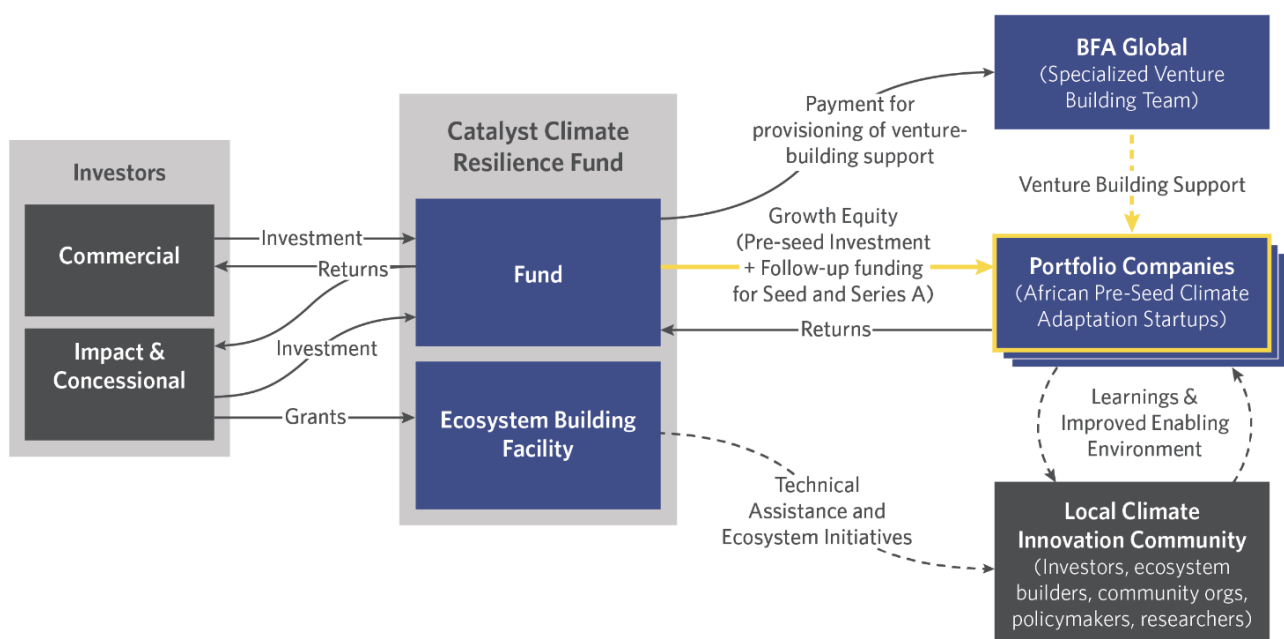 Investors
Commercial
Impact &
Concessional
Investment
Returns
Investment
Grants
Catalyst Climate
Resilience Fund
Fund
Ecosystem Building
Facility
Payment for
provisioning of venture-
building support
Growth Equity
(Pre-seed Investment
+ Follow-up funding
for Seed and Series A)
Returns
Technical
Assistance and
Ecosystem Initiatives
BFA Global
(Specialized Venture
Building Team)
Venture Building Support
Portfolio Companies
(African Pre-Seed Climate
Adaptation Startups)
Learnings &
Improved Enabling
Environment
Local Climate
Innovation Community
(Investors, ecosystem
builders, community orgs,
policymakers, researchers)